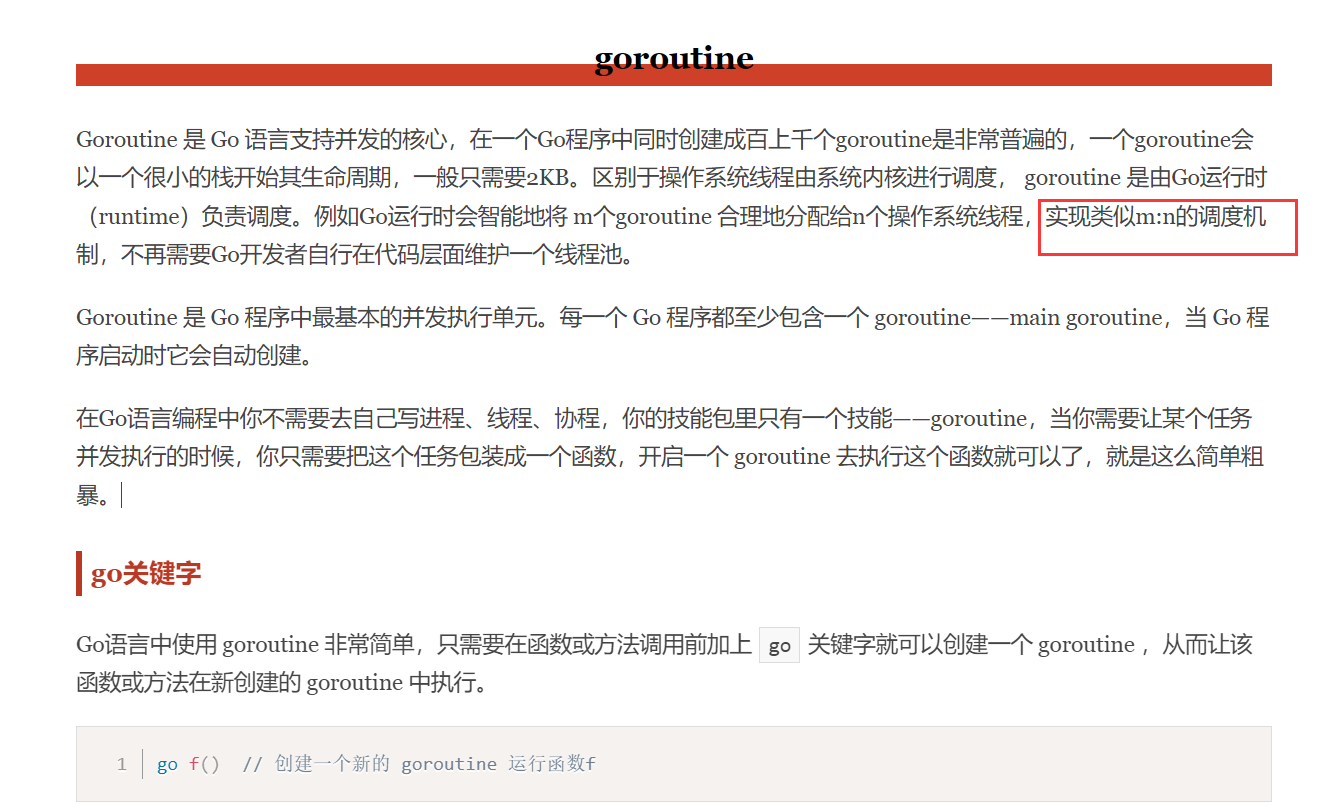 goroutine
Goroutine 是 Go 语言支持并发的核心，在一个Go程序中同时创建成百上千个goroutine是非常普遍的，一个goroutine会
以一个很小的栈开始其生命周期，一般只需要2KB。区别于操作系统线程由系统内核进行调度， goroutine 是由Go运行时
（runtime）负责调度。例如Go运行时会智能地将 m个goroutine 合理地分配给n个操作系统线程，实现类似m:n的调度机
制，不再需要Go开发者自行在代码层面维护一个线程池。
Goroutine 是 Go 程序中最基本的并发执行单元。每一个 Go 程序都至少包含一个 goroutine——main goroutine，当 Go 程
序启动时它会自动创建。
在Go语言编程中你不需要去自己写进程、线程、协程，你的技能包里只有一个技能——goroutine，当你需要让某个任务
并发执行的时候，你只需要把这个任务包装成一个函数，开启一个 goroutine 去执行这个函数就可以了，就是这么简单粗
暴。
go关键字
Go语言中使用 goroutine 非常简单，只需要在函数或方法调用前加上 go 关键字就可以创建一个 goroutine ，从而让该
函数或方法在新创建的 goroutine 中执行。
1 go f()  // 创建一个新的 goroutine 运行函数f